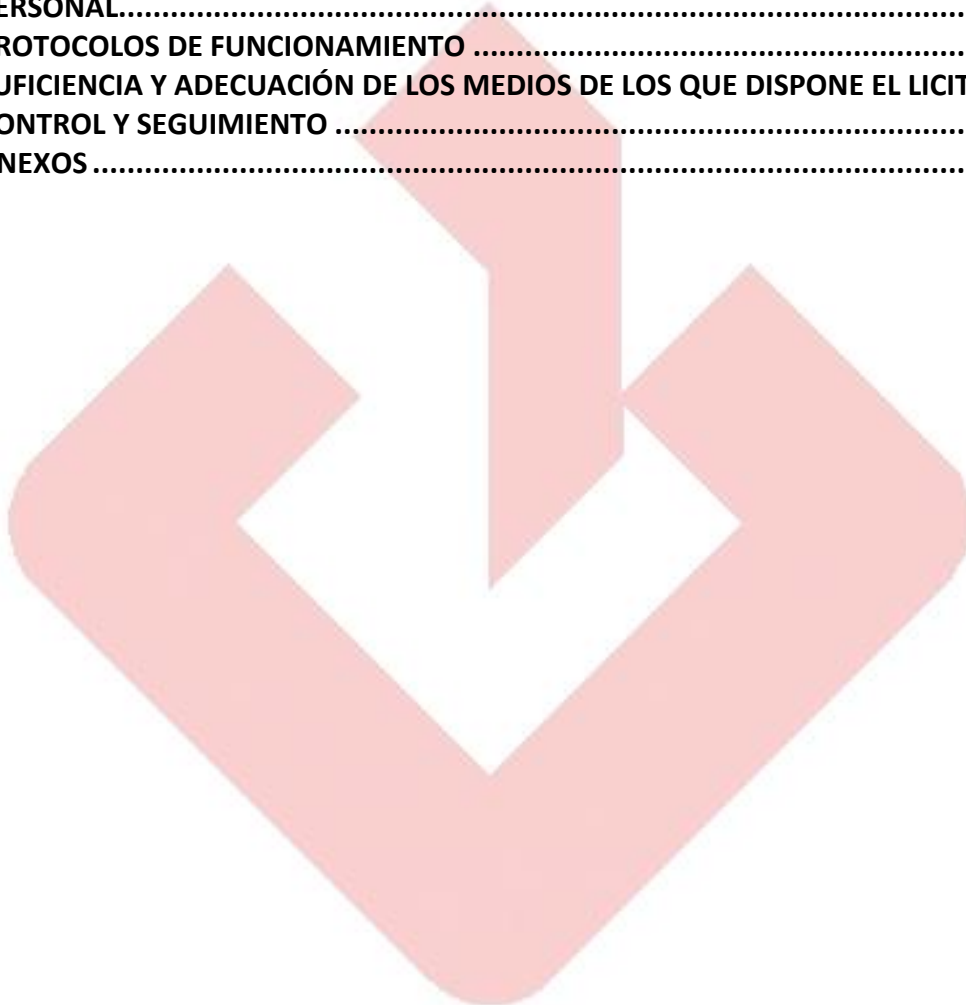 ERSONAL...............................................................................................
ROTOCOLOS DE FUNCIONAMIENTO .......................................................
UFICIENCIA Y ADECUACIÓN DE LOS MEDIOS DE LOS QUE DISPONE EL LICIT
ONTROL Y SEGUIMIENTO .......................................................................
NEXOS ..................................................................................................